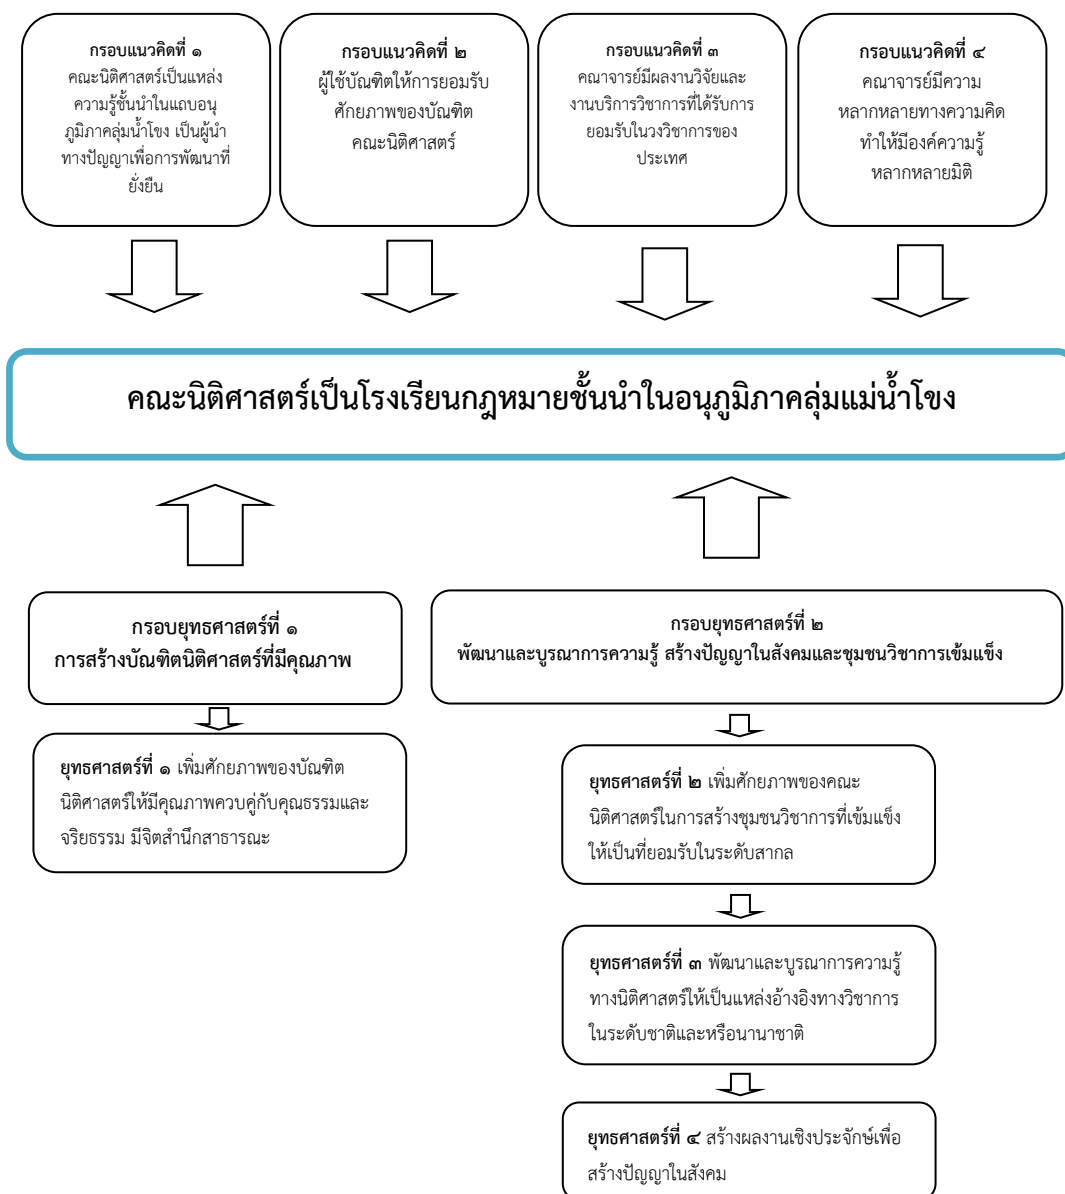 กรอบแนวคิดที่ ๑
คณะนิติศาสตร์เป็นแหล่ง
ความรู้ชั้นนำในแถบอนุ
ภูมิภาคลุ่มน้ำโขง เป็นผู้นำ
ทางปัญญาเพื่อการพัฒนาที่
ยั่งยืน
กรอบแนวคิดที่ ๒
ผู้ใช้บัณฑิตให้การยอมรับ
ศักยภาพของบัณฑิต
คณะนิติศาสตร์
กรอบแนวคิดที่ ๓
คณาจารย์มีผลงานวิจัยและ
งานบริการวิชาการที่ได้รับการ
ยอมรับในวงวิชาการของ
ประเทศ
กรอบแนวคิดที่ ๔
คณาจารย์มีความ
หลากหลายทางความคิด
ทำให้มีองค์ความรู้
หลากหลายมิติ
คณะนิติศาสตร์เป็นโรงเรียนกฎหมายชั้นนำในอนุภูมิภาคลุ่มแม่น้ำโขง
กรอบยุทธศาสตร์ที่ ๑
การสร้างบัณฑิตนิติศาสตร์ที่มีคุณภาพ
ยุทธศาสตร์ที่ ๑ เพิ่มศักยภาพของบัณฑิต
นิติศาสตร์ให้มีคุณภาพควบคู่กับคุณธรรมและ
จริยธรรม มีจิตสำนึกสาธารณะ
กรอบยุทธศาสตร์ที่ ๒
พัฒนาและบูรณาการความรู้ สร้างปัญญาในสังคมและชุมชนวิชาการเข้มแข็ง
ยุทธศาสตร์ที่ ๒ เพิ่มศักยภาพของคณะ
นิติศาสตร์ในการสร้างชุมชนวิชาการที่เข้มแข็ง
ให้เป็นที่ยอมรับในระดับสากล
ยุทธศาสตร์ที่ ๓ พัฒนาและบูรณาการความรู้
ทางนิติศาสตร์ให้เป็นแหล่งอ้างอิงทางวิชาการ
ในระดับชาติและหรือนานาชาติ
ยุทธศาสตร์ที่ ๔ สร้างผลงานเชิงประจักษ์เพื่อ
สร้างปัญญาในสังคม